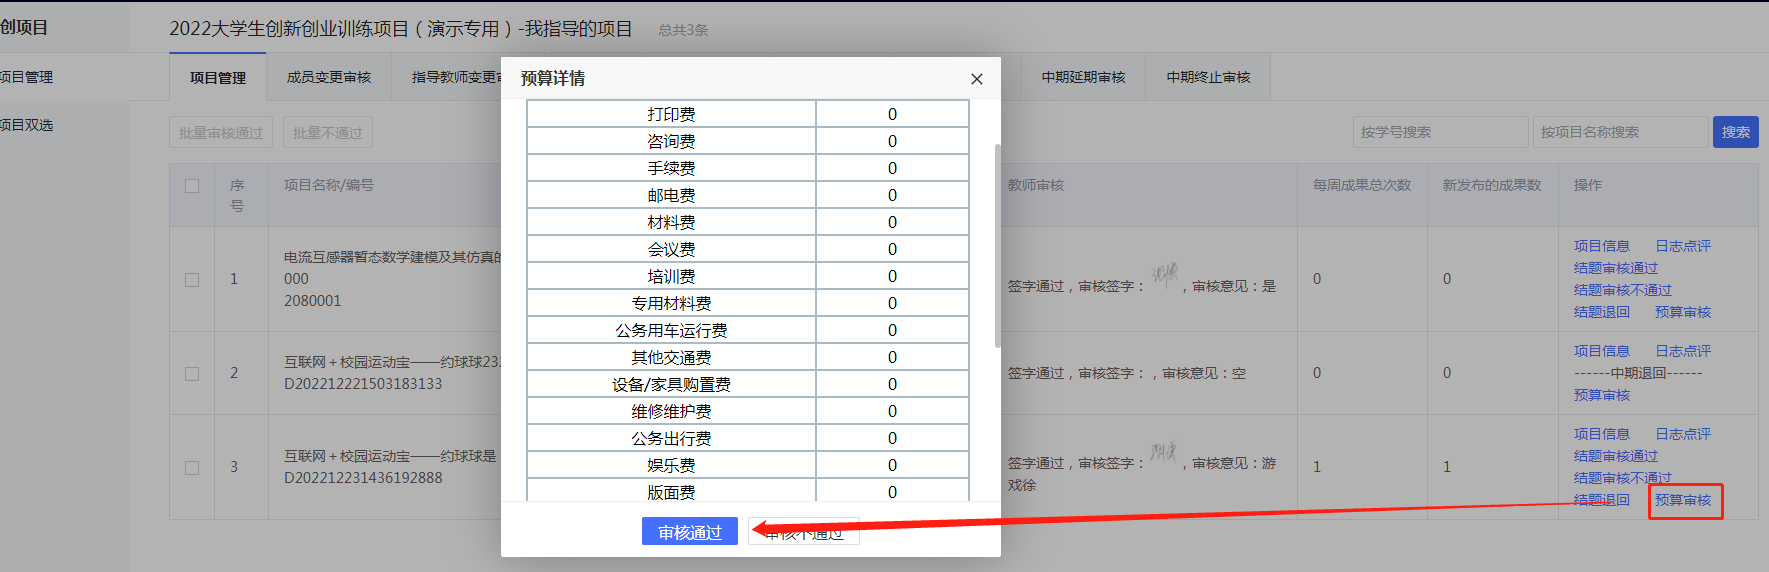 创项目
2022大学生创新创业训练项目（演示专用）-我指导的项目 总共3条
项目管理
项目双选
项目管理 成员变更审核 指导教师变更 中期延期审核 中期终止审核
批量审核通过 批量不通过 按学号搜索 按项目名称搜索 搜索
序号 项目名称/编号 教师审核 每周成果总次数 新发布的成果数 操作
1
电流互感器暂态数学建模及其仿真的
000
2080001
签字通过，审核签字： ，审核意见：是
0 0
项目信息 日志点评
结题审核通过
结题审核不通过
结题退回 预算审核
2
互联网＋校园运动宝——约球球23
D202212221503183133
签字通过，审核签字：，审核意见：空
0 0
项目信息 日志点评
------中期退回------
预算审核
3
互联网＋校园运动宝——约球球是
D202212231436192888
签字通过，审核签字： ，审核意见：游
戏徐
1 1
项目信息 日志点评
结题审核通过
结题审核不通过
结题退回 预算审核
预算详情 ×
打印费 0
咨询费 0
手续费 0
邮电费 0
材料费 0
会议费 0
培训费 0
专用材料费 0
公务用车运行费 0
其他交通费 0
设备/家具购置费 0
维修维护费 0
公务出行费 0
娱乐费 0
版面费 0
审核通过 审核不通过